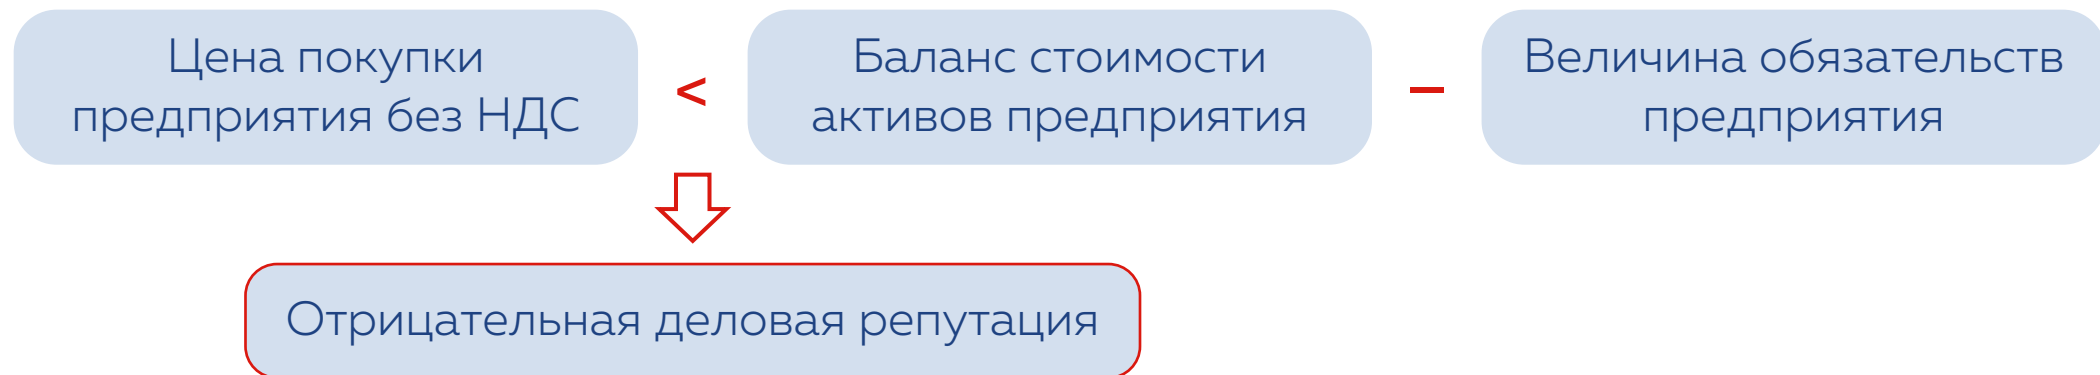 Цена покупки
предприятия без НДС
<
Баланс стоимости
активов предприятия
–
Величина обязательств
предприятия
Отрицательная деловая репутация